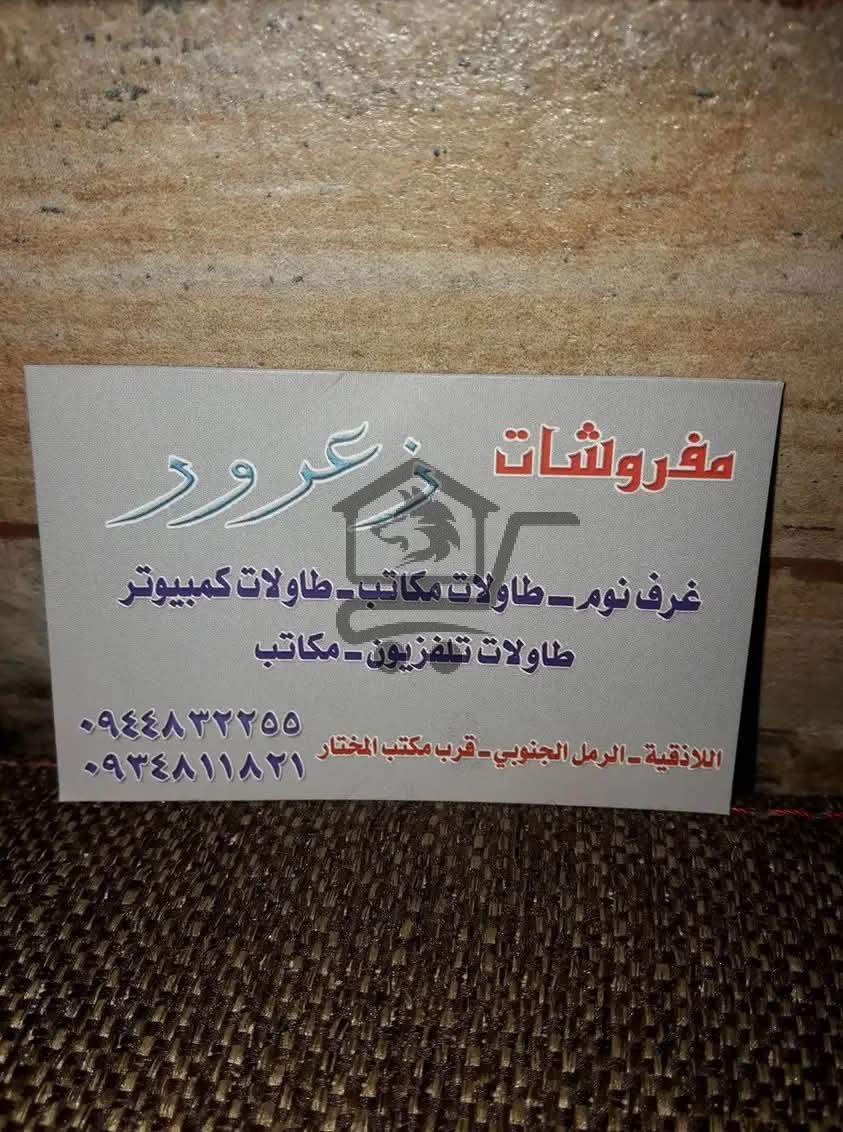 مفروشات زعرور
غرف نوم - طاولات مكاتب - طاولات كمبيوتر
طاولات تلفزيون - مكاتب
اللاذقية - الرمل الجنوبي - قرب مكتب المختار
٠٩٤٤٨٣٢٢٥٥
٠٩٣٤٨١١٨٢١